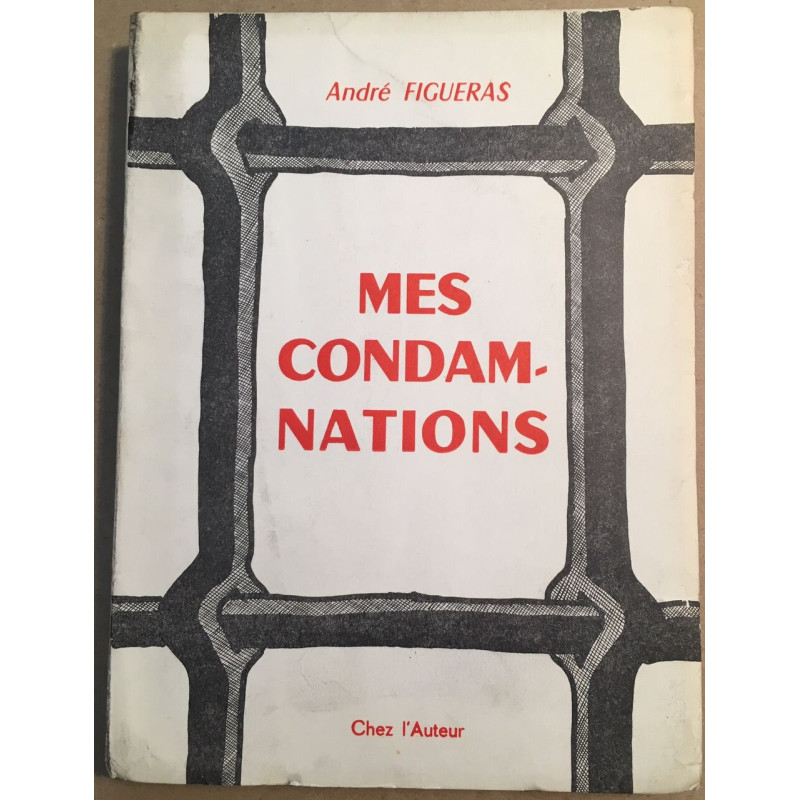 André FIGUERAS
MES
CONDAM-
NATIONS
Chez l'Auteur